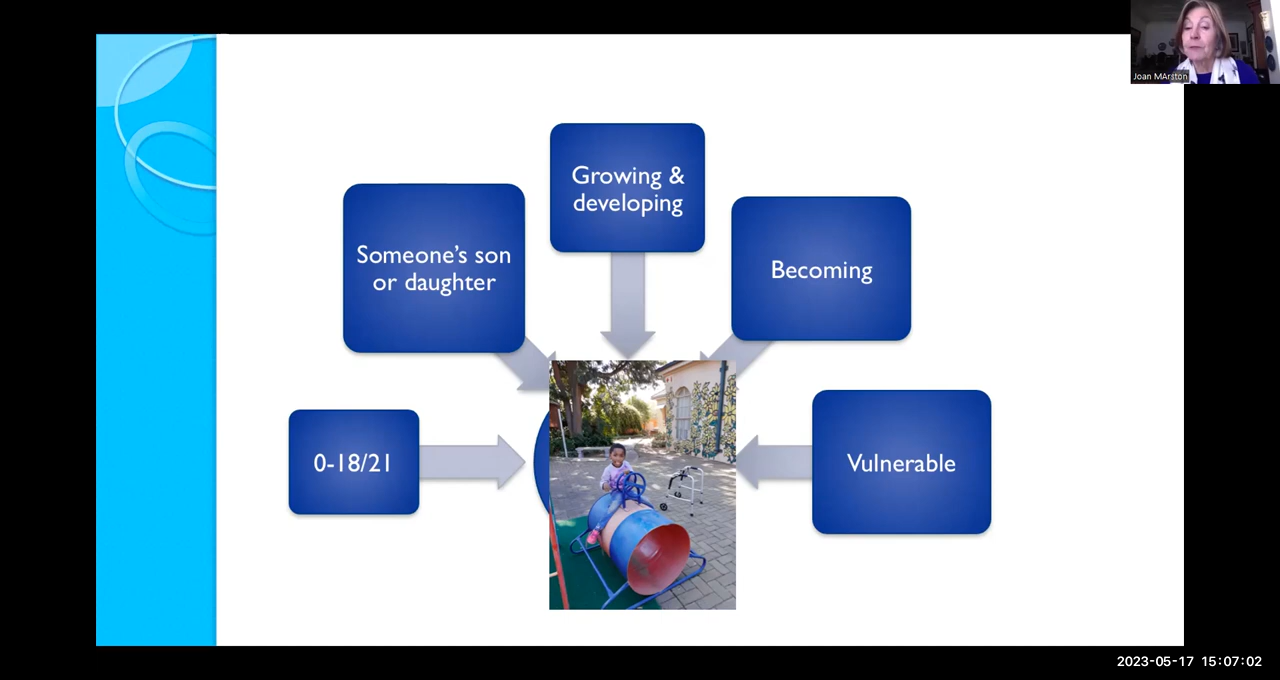 Joan MArston
Growing &
developing
Someone's son
or daughter
Becoming
0-18/21
Vulnerable
2023-05-17 15:07:02